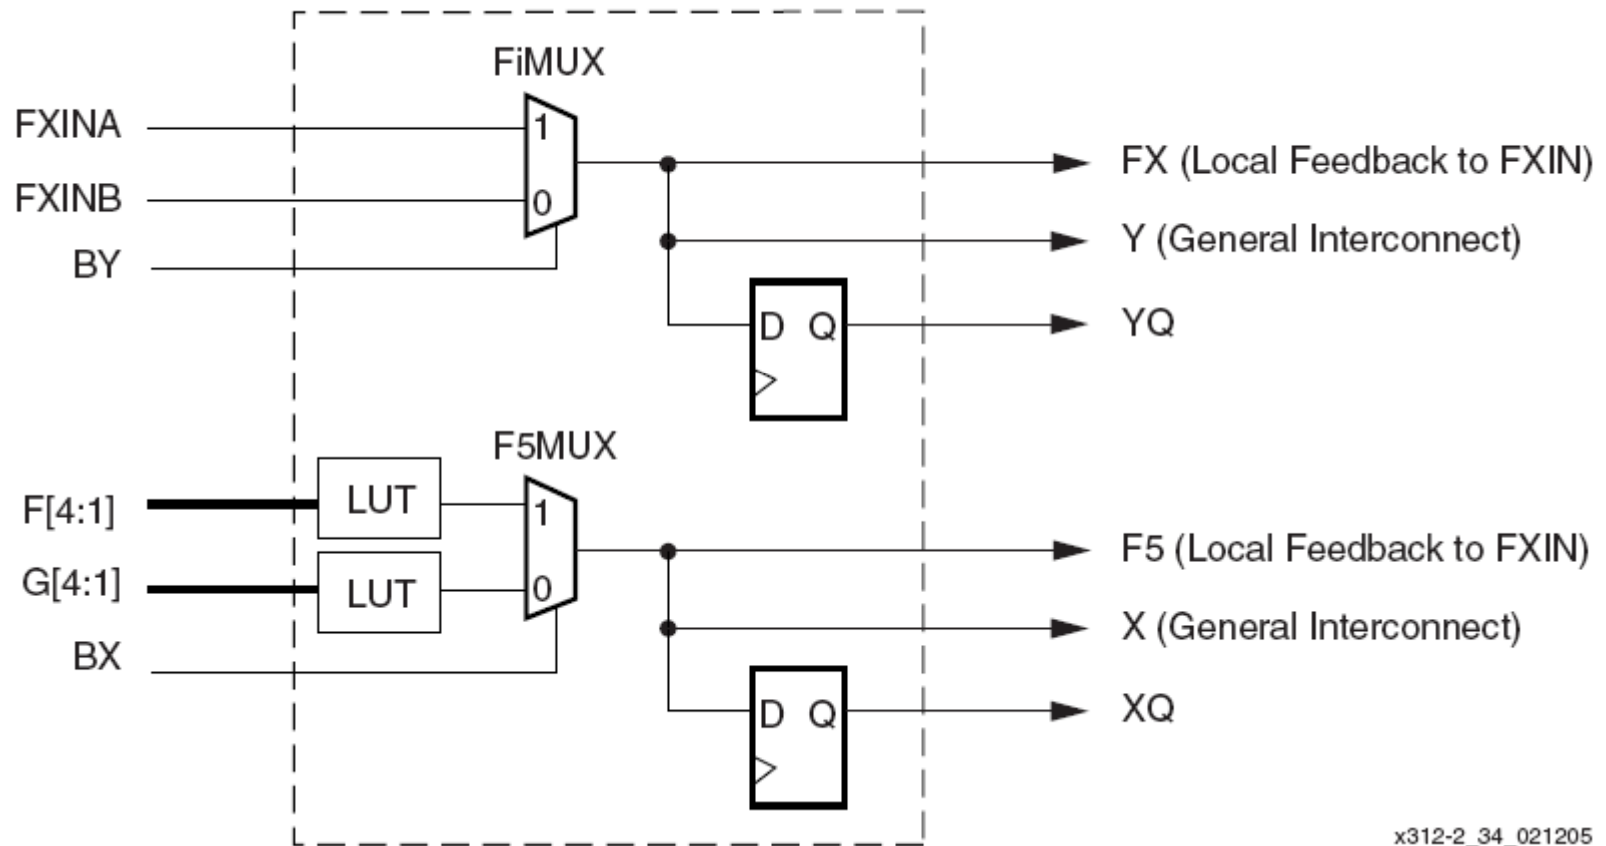 FiMUX
FXINA
1
FX (Local Feedback to FXIN)
FXINB
0
Y (General Interconnect)
BY
D Q
YQ
F5MUX
F[4:1]
LUT
1
F5 (Local Feedback to FXIN)
G[4:1]
LUT
0
X (General Interconnect)
BX
D Q
XQ
x312-2_34_021205